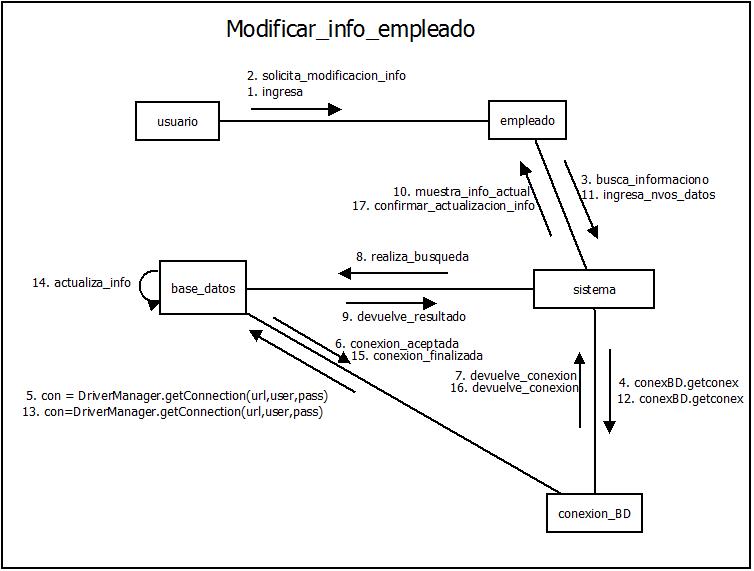 Modificar_info_empleado
2. solicita_modificacion_info
1. ingresa
usuario
empleado
10. muestra_info_actual
17. confirmar_actualizacion_info
3. busca_informaciono
11. ingresa_nvos_datos
8. realiza_busqueda
14. actualiza_info
base_datos
sistema
9. devuelve_resultado
6. conexion_aceptada
15. conexion_finalizada
7. devuelve_conexion
16. devuelve_conexion
4. conexBD.getconex
12. conexBD.getconex
5. con = DriverManager.getConnection(url,user,pass)
13. con=DriverManager.getConnection(url,user,pass)
conexion_BD